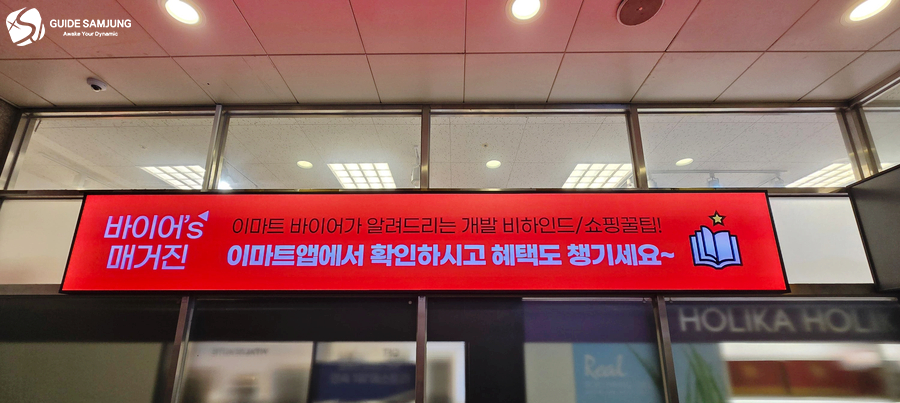 GUIDE SAMJUNG
Awake Your Dynamic
바이어's
매거진
이마트 바이어가 알려드리는 개발 비하인드/쇼핑꿀팁!
이마트앱에서 확인하시고 혜택도 챙기세요~
HOLIKA HOLIK
Real